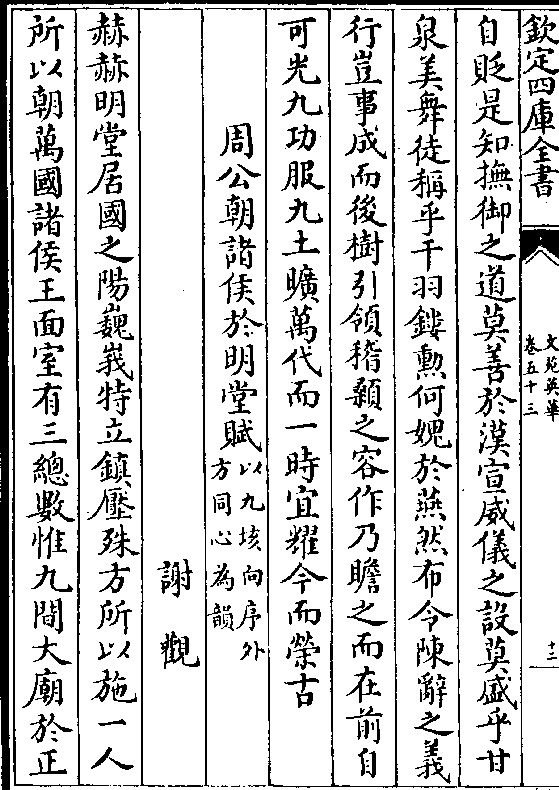 欽定四庫全書
文苑英華
卷五十三
十二
自貶是知撫御之道莫善於漢宣威儀之設莫盛乎甘
泉美舞徒稱乎干羽鏤勲何媿於燕然布令陳辭之義
行豈事成而後樹引領稽顙之容作乃瞻之而在前自
可光九功服九土曠萬代而一時宜耀今而榮古
周公朝諸侯於明堂賦以九垓向序外
方同心為韻
謝觀
赫赫明堂居國之陽巍峩特立鎮壓殊方所以施一人
所以朝萬國諸侯王面室有三總數惟九間大廟於正